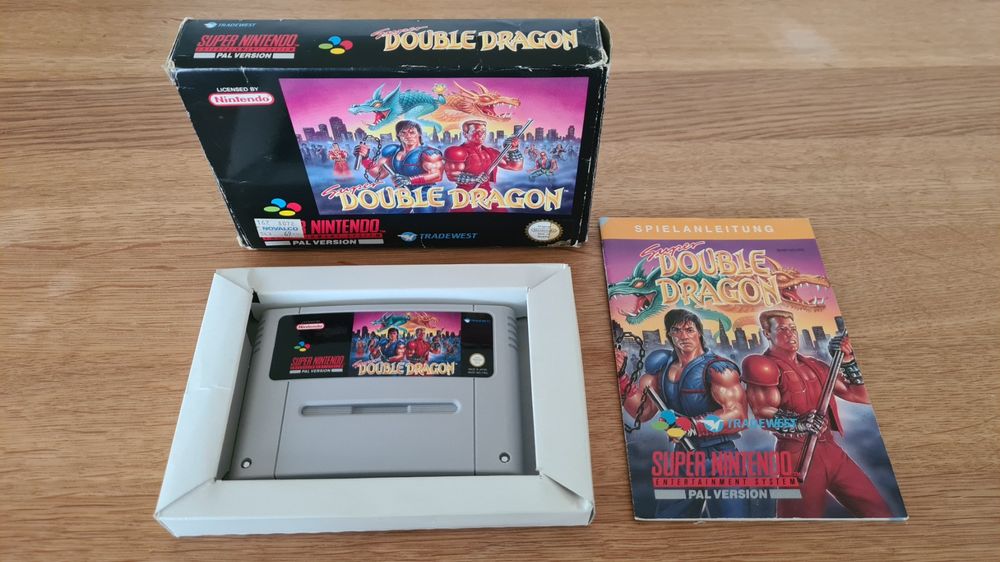 TRADEWEST
SUPER NINTENDO
ENTERTAINMENT SYSTEM
PAL VERSION
Super
DOUBLE DRAGON
LICENSED BY
Nintendo
Super
DOUBLE DRAGON
NOVALCO
R NINTENDO
PAL VERSION
TRADEWEST
SPIELANLEITUNG
Super
DOUBLE
DRAGON
TRADEWEST
SUPER NINTENDO
ENTERTAINMENT SYSTEM
PAL VERSION
Nintendo
TRADEWEST
SUPER NINTENDO
PAL VERSION
Super
DOUBLE DRAGON